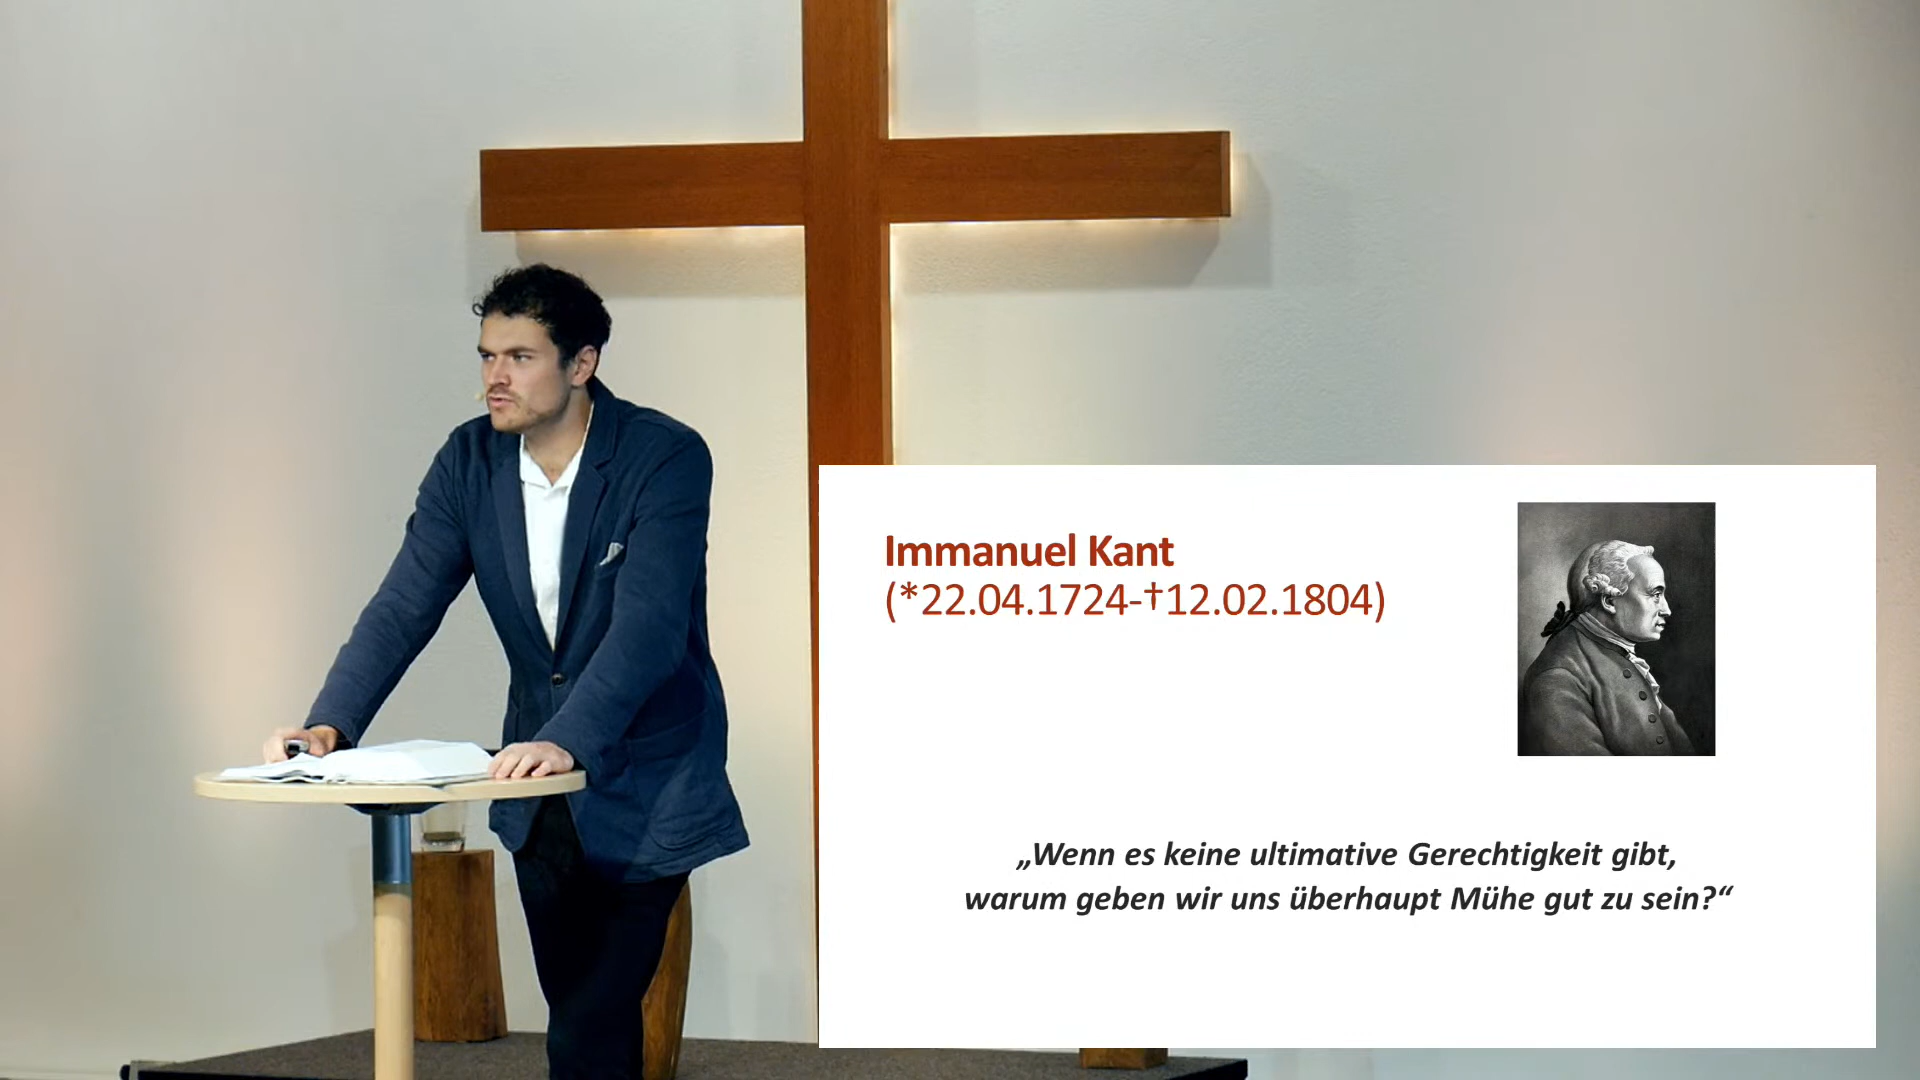 Immanuel Kant
(*22.04.1724-†12.02.1804)
„Wenn es keine ultimative Gerechtigkeit gibt,
warum geben wir uns überhaupt Mühe gut zu sein?“